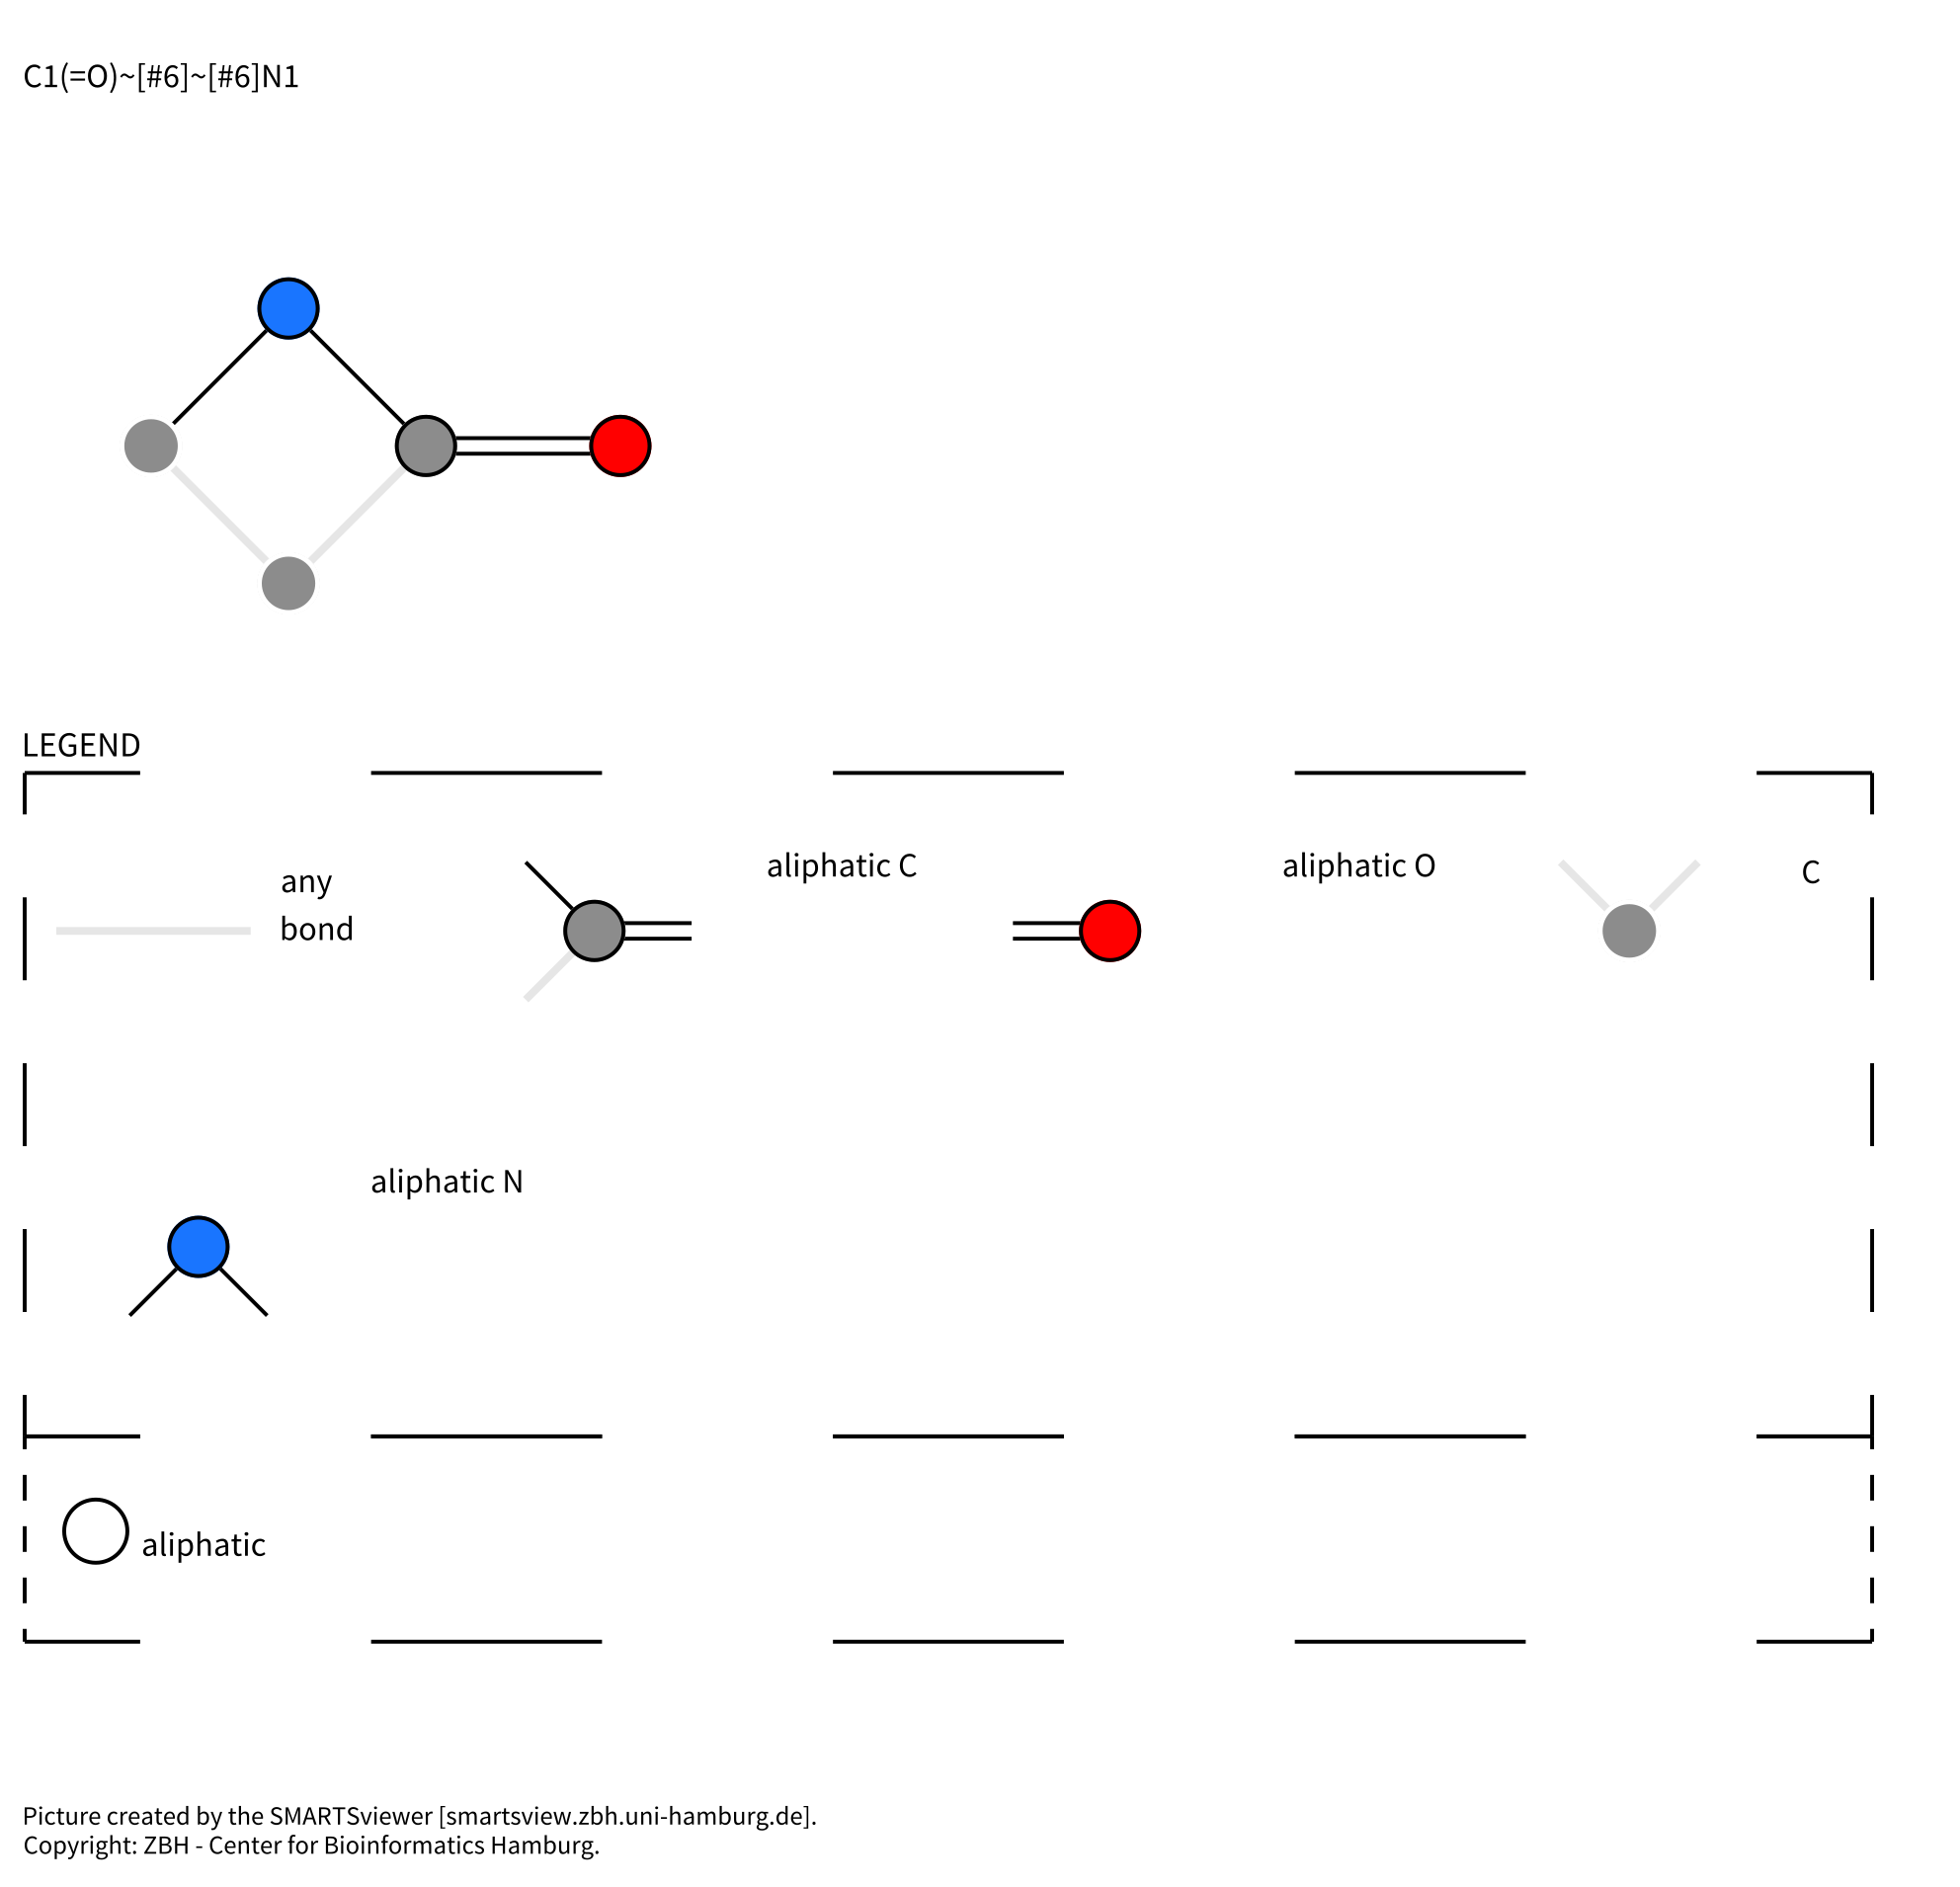 C1(=O)~[#6]~[#6]N1
LEGEND
any
bond
aliphatic C
aliphatic O
C
aliphatic N
aliphatic
Picture created by the SMARTSviewer [smartsview.zbh.uni-hamburg.de].
Copyright: ZBH - Center for Bioinformatics Hamburg.